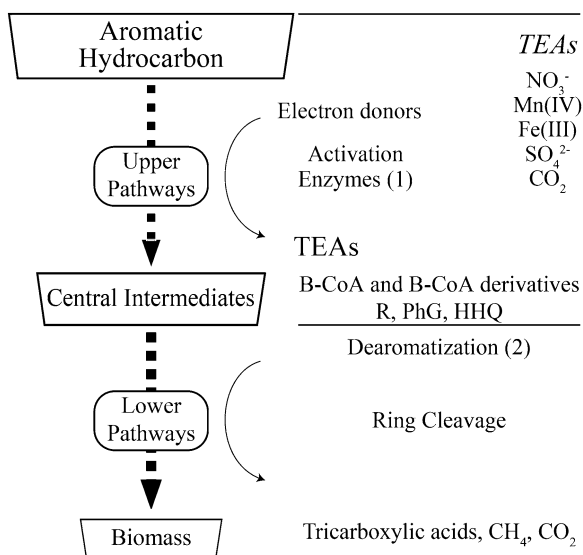 Aromatic
Hydrocarbon
TEAs
NO₃⁻
Mn(IV)
Fe(III)
SO₄²⁻
CO₂
Electron donors
Activation
Enzymes (1)
Upper
Pathways
TEAs
Central Intermediates
B-CoA and B-CoA derivatives
R, PhG, HHQ
Dearomatization (2)
Lower
Pathways
Ring Cleavage
Biomass
Tricarboxylic acids, CH₄, CO₂